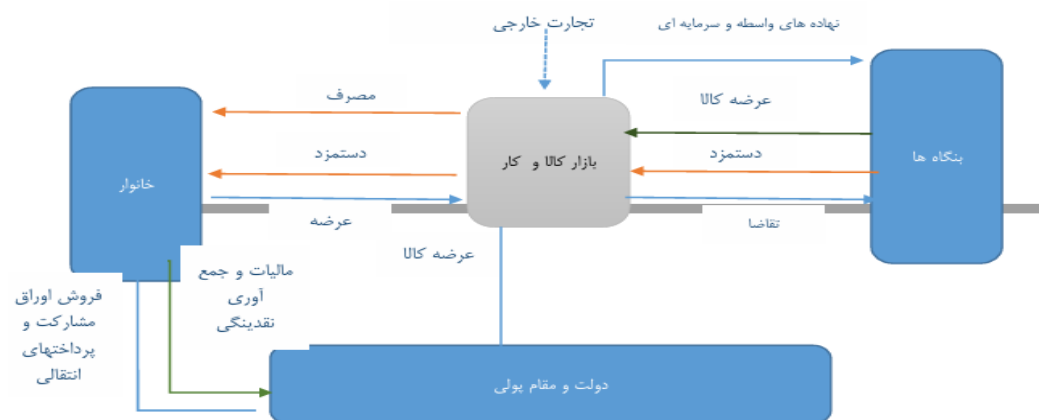 تجارت خارجی
نهاده های واسطه و سرمایه ای
مصرف
عرضه کالا
دستمزد
دستمزد
بازار کالا و کار
بنگاه ها
خانوار
عرضه
تقاضا
عرضه کالا
مالیات و جمع
آوری
نقدینگی
فروش اوراق
مشارکت و
پرداختهای
انتقالی
دولت و مقام پولی